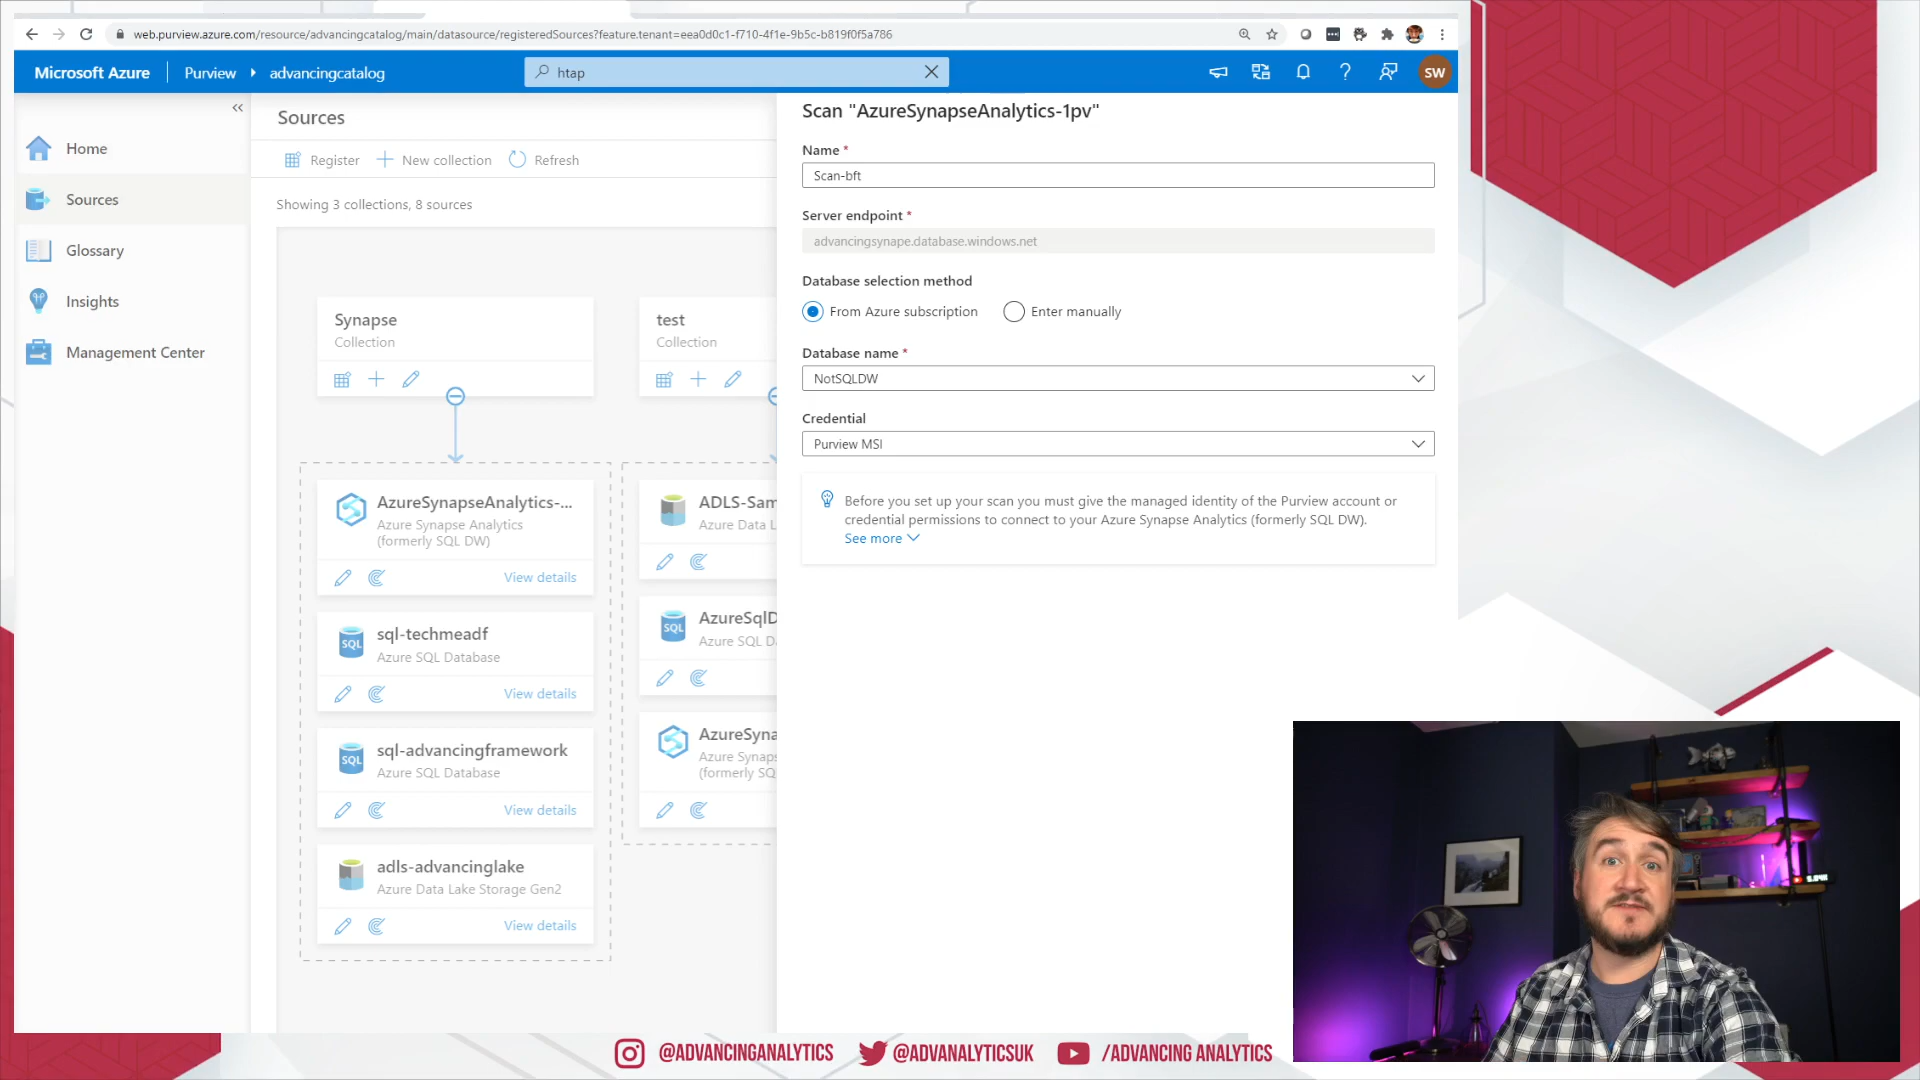 web.purview.azure.com/resource/advancingcatalog/main/datasource/registeredSources?feature.tenant=eea0d0c1-f710-4f1e-9b5c-b819f0f5a786
Microsoft Azure
Purview
advancingcatalog
htap
SW
Home
Sources
Glossary
Insights
Management Center
Sources
Register
New collection
Refresh
Showing 3 collections, 8 sources
Synapse
Collection
AzureSynapseAnalytics-...
Azure Synapse Analytics
(formerly SQL DW)
View details
SQL
sql-techmeadf
Azure SQL Database
View details
SQL
sql-advancingframework
Azure SQL Database
View details
adls-advancinglake
Azure Data Lake Storage Gen2
View details
test
Collection
ADLS-Sam
Azure Data L
SQL
AzureSqlD
Azure SQL D
AzureSyna
Azure Synaps
(formerly SQ
Scan "AzureSynapseAnalytics-1pv"
Name *
Scan-bft
Server endpoint *
advancingsynape.database.windows.net
Database selection method
From Azure subscription
Enter manually
Database name *
NotSQLDW
Credential
Purview MSI
Before you set up your scan you must give the managed identity of the Purview account or
credential permissions to connect to your Azure Synapse Analytics (formerly SQL DW).
See more
@ADVANCINGANALYTICS
@ADVANALYTICSUK
/ADVANCING ANALYTICS